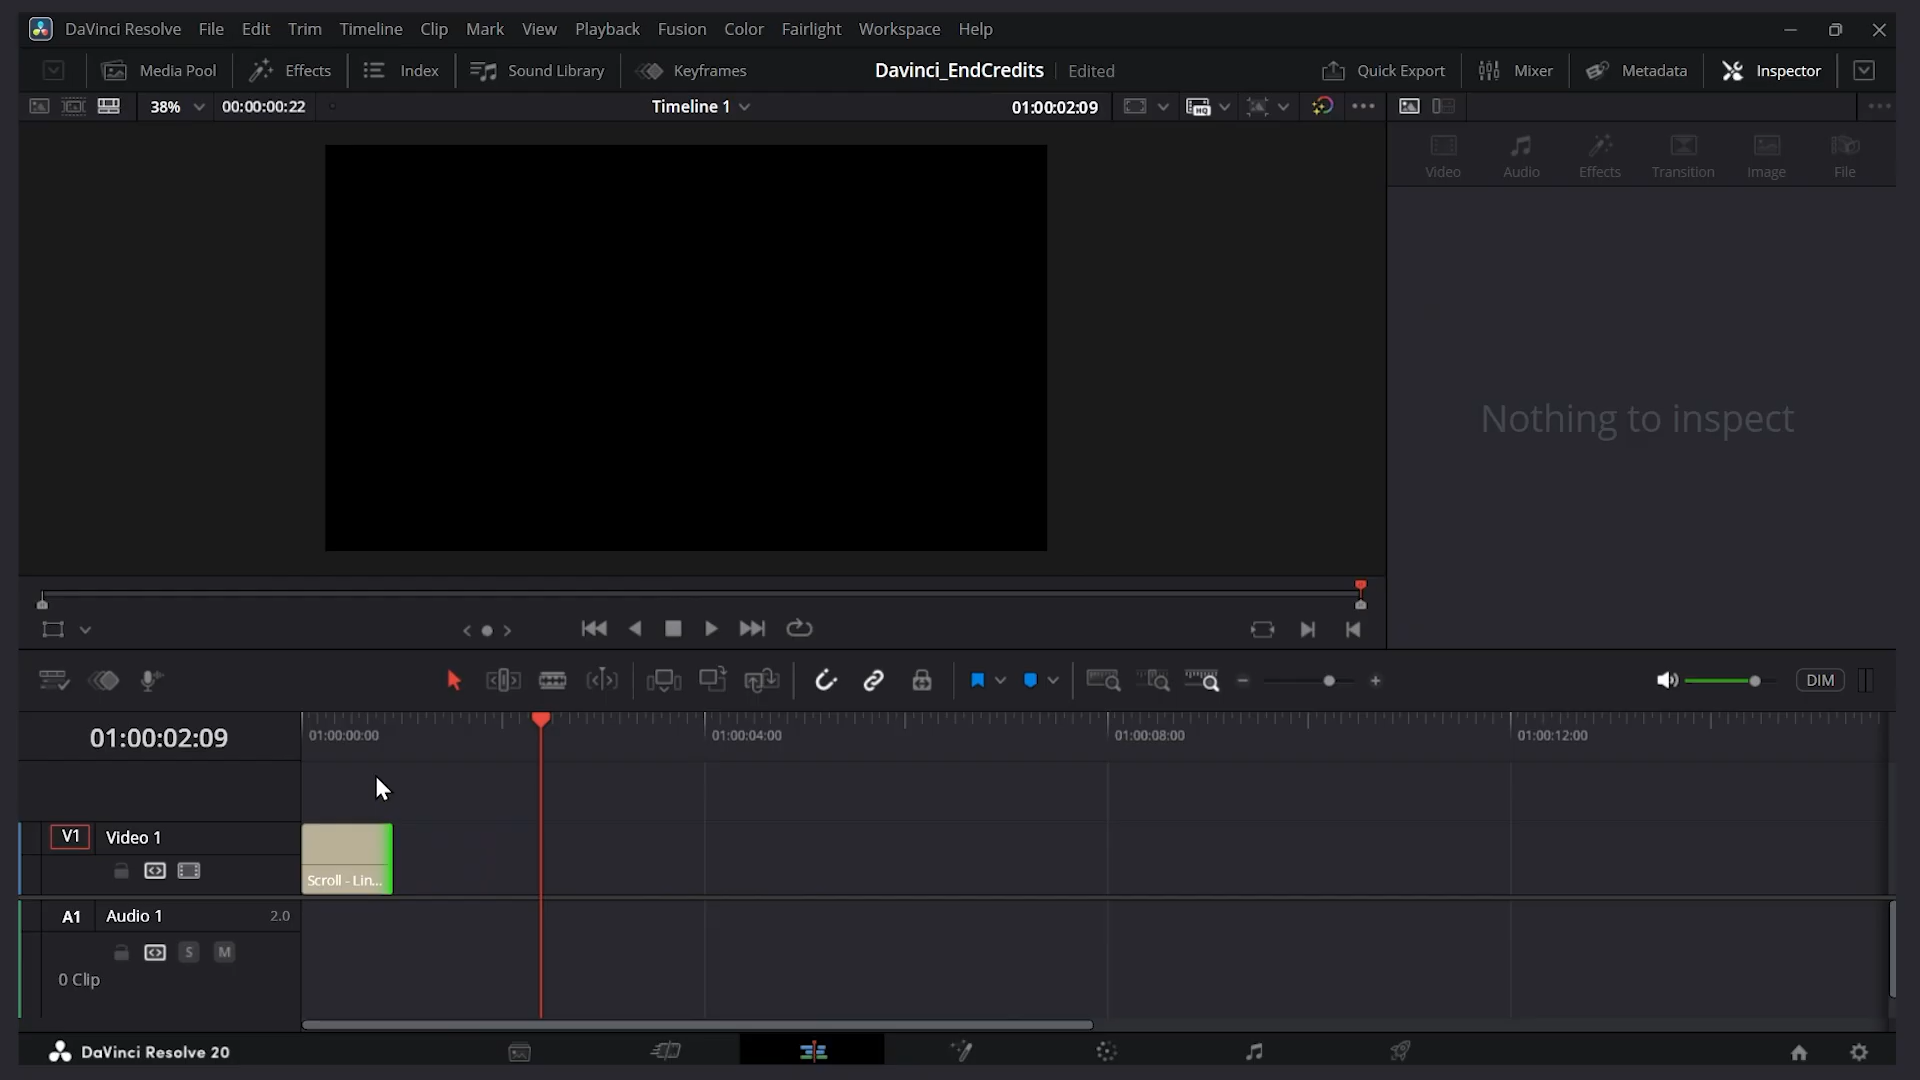 DaVinci Resolve File Edit Trim Timeline Clip Mark View Playback Fusion Color Fairlight Workspace Help
Media Pool Effects Index Sound Library Keyframes Davinci_EndCredits Edited Quick Export Mixer Metadata Inspector
38% 00:00:00:22 Timeline 1 01:00:02:09
Video Audio Effects Transition Image File
Nothing to inspect
DIM
01:00:02:09 01:00:00:00 01:00:04:00 01:00:08:00 01:00:12:00
V1 Video 1
Scroll - Lin...
A1 Audio 1 2.0
S M
0 Clip
DaVinci Resolve 20